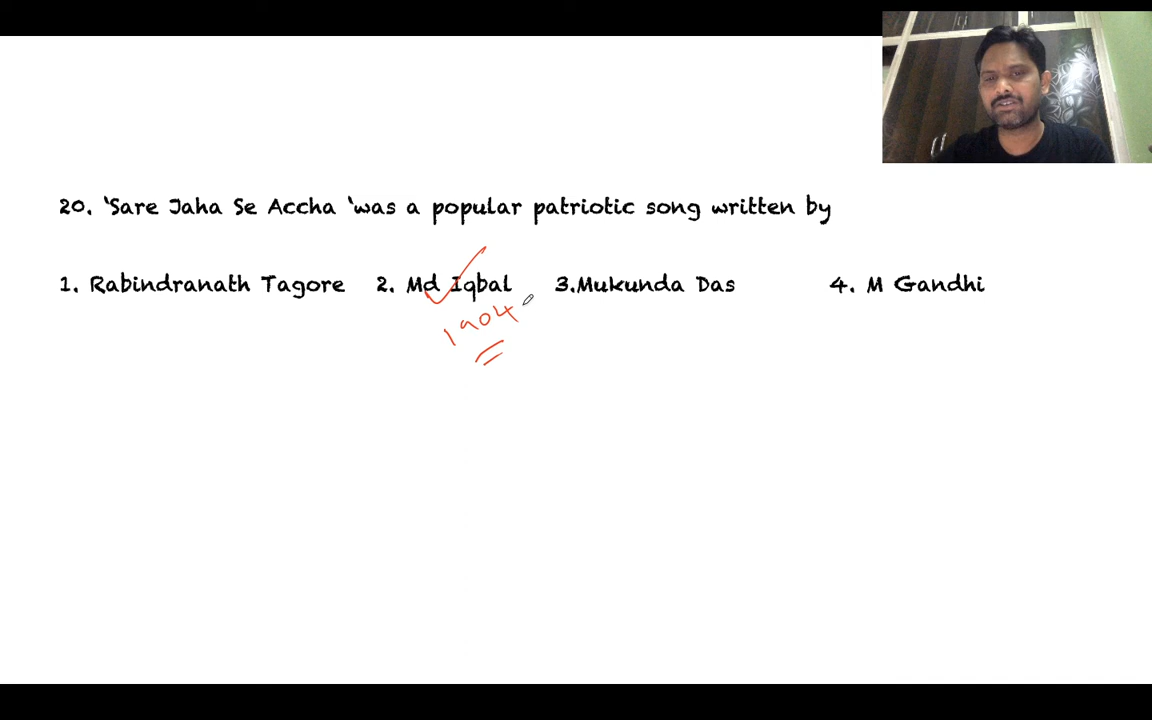 20. 'Sare Jaha Se Accha 'was a popular patriotic song written by
1. Rabindranath Tagore 2. Md Iqbal 3.Mukunda Das 4. M Gandhi
1904